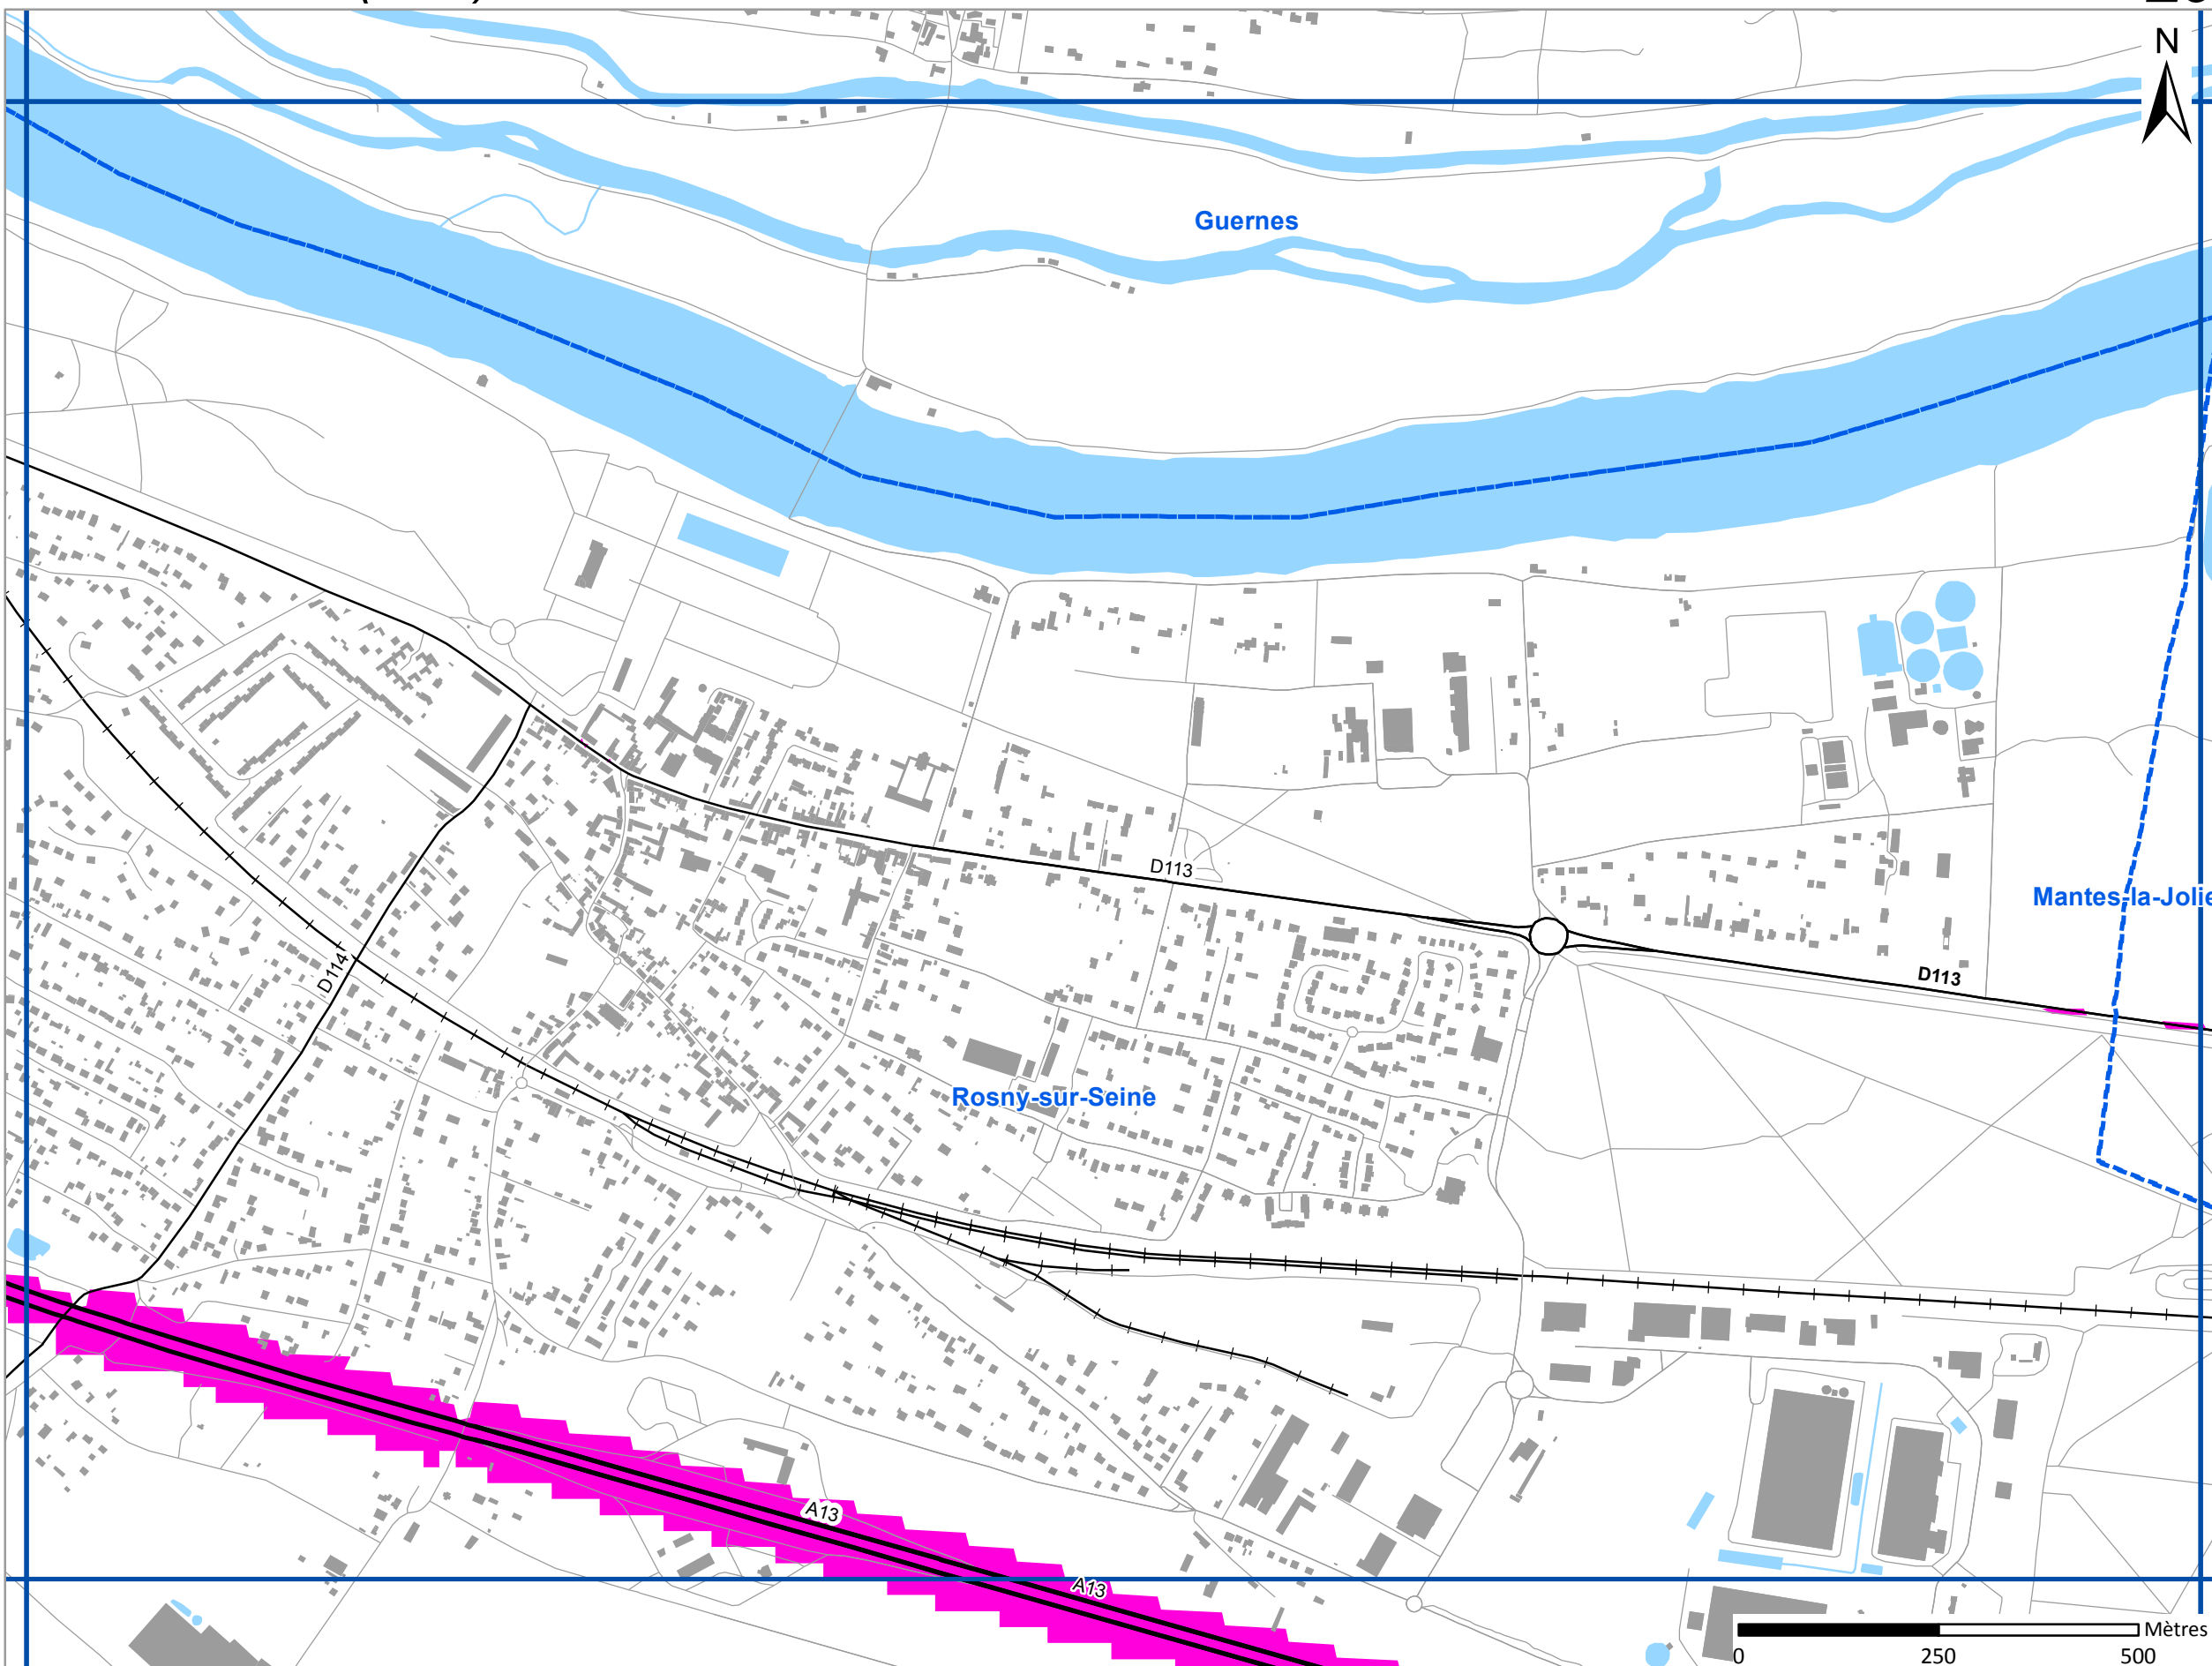 N
Guernes
D113
Mantes-la-Jolie
D114
D113
Rosny-sur-Seine
A13
A13
Mètres
0 250 500